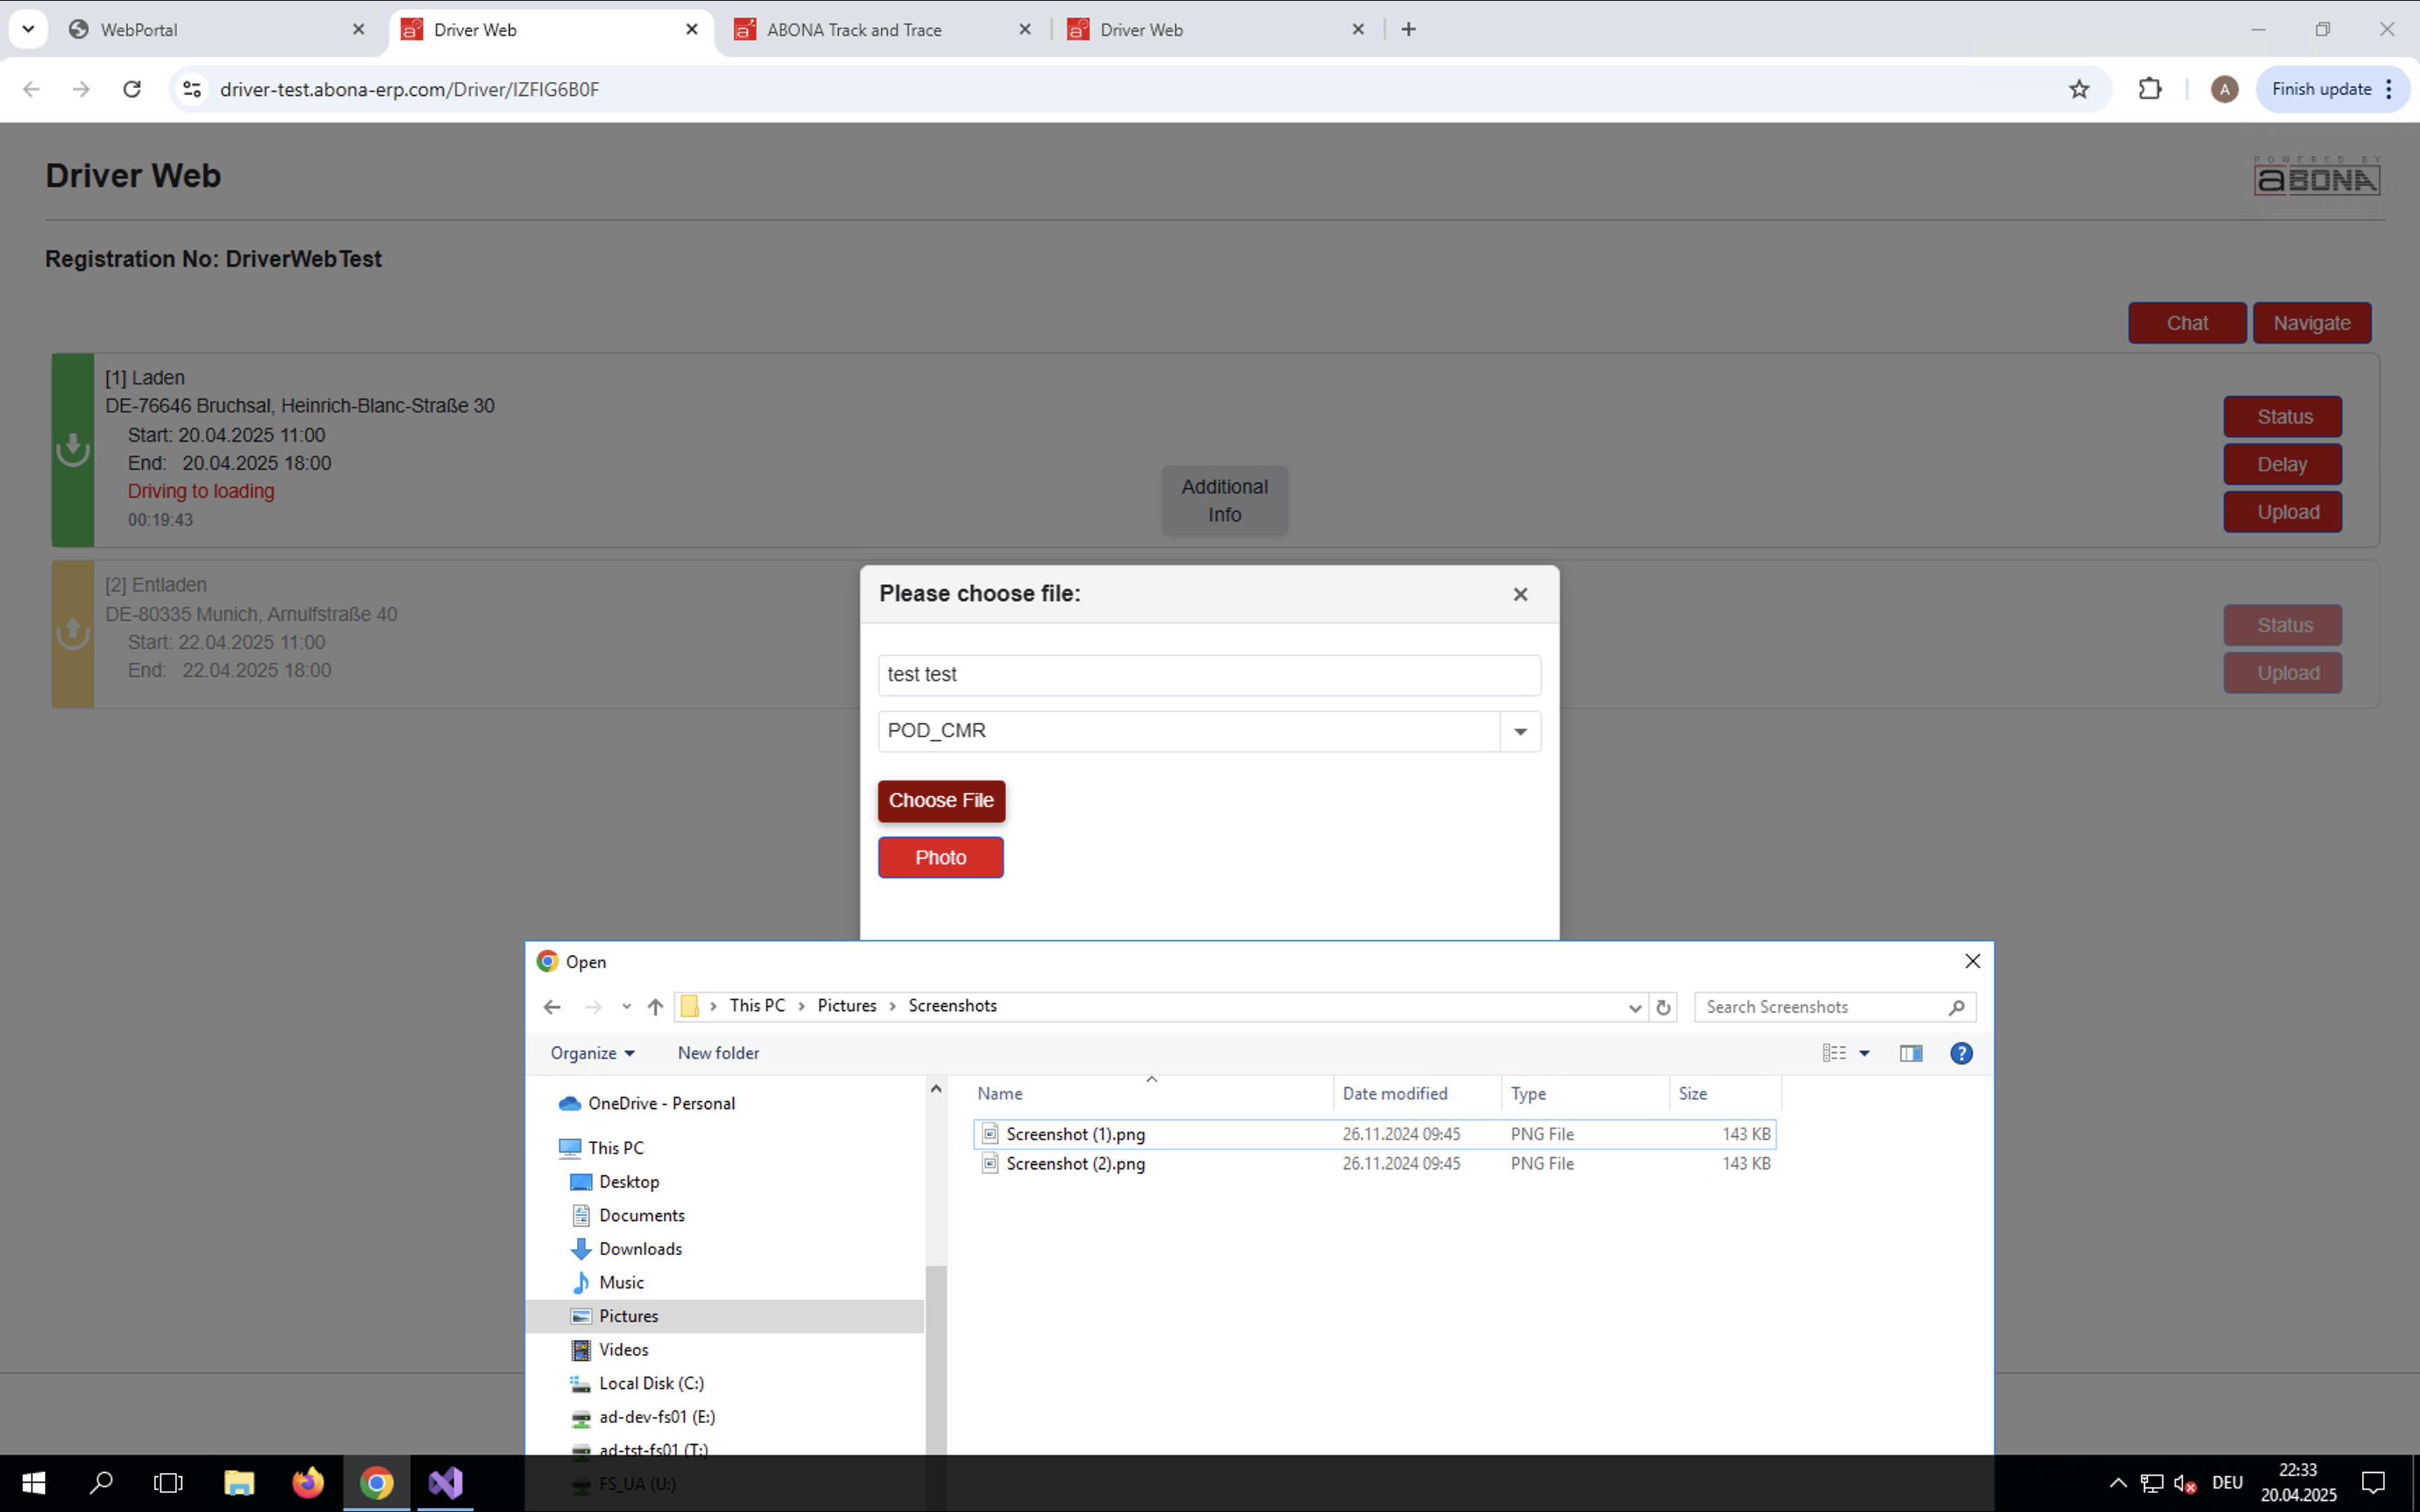 WebPortal
Driver Web
ABONA Track and Trace
Driver Web
driver-test.abona-erp.com/Driver/IZFIG6B0F
A
Finish update
Driver Web
POWERED BY
aBONA
Registration No: DriverWebTest
Chat
Navigate
[1] Laden
DE-76646 Bruchsal, Heinrich-Blanc-Straße 30
Start: 20.04.2025 11:00
End: 20.04.2025 18:00
Driving to loading
00:19:43
Additional
Info
Status
Delay
Upload
[2] Entladen
DE-80335 Munich, Arnulfstraße 40
Start: 22.04.2025 11:00
End: 22.04.2025 18:00
Status
Upload
Please choose file:
test test
POD_CMR
Choose File
Photo
Open
This PC
Pictures
Screenshots
Search Screenshots
Organize
New folder
OneDrive - Personal
This PC
Desktop
Documents
Downloads
Music
Pictures
Videos
Local Disk (C:)
ad-dev-fs01 (E:)
ad-tst-fs01 (T:)
FS_UA (U:)
Name Date modified Type Size
Screenshot (1).png 26.11.2024 09:45 PNG File 143 KB
Screenshot (2).png 26.11.2024 09:45 PNG File 143 KB
DEU
22:33
20.04.2025